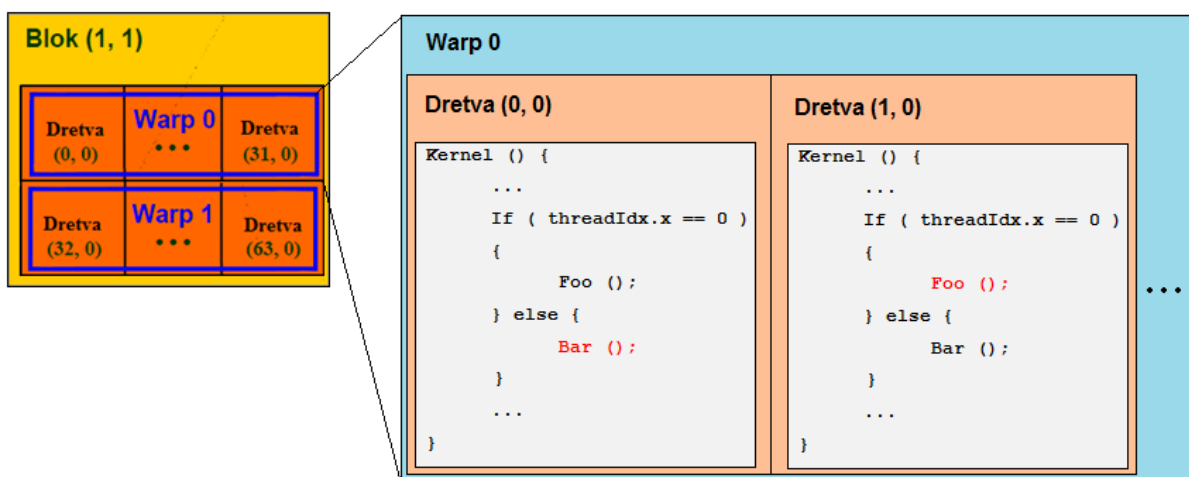 Blok (1, 1)
Dretva
(0, 0)
Warp 0
...
Dretva
(31, 0)
Dretva
(32, 0)
Warp 1
...
Dretva
(63, 0)
Warp 0
Dretva (0, 0)
Kernel () {
...
If ( threadIdx.x == 0 )
{
Foo ();
} else {
Bar ();
}
...
}
Dretva (1, 0)
Kernel () {
...
If ( threadIdx.x == 0 )
{
Foo ();
} else {
Bar ();
}
...
}
...